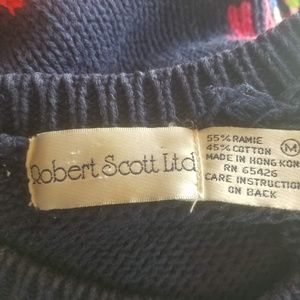 Robert Scott Ltd
55% RAMIE
45% COTTON M
MADE IN HONG KONG
RN 65426
CARE INSTRUCTION
ON BACK